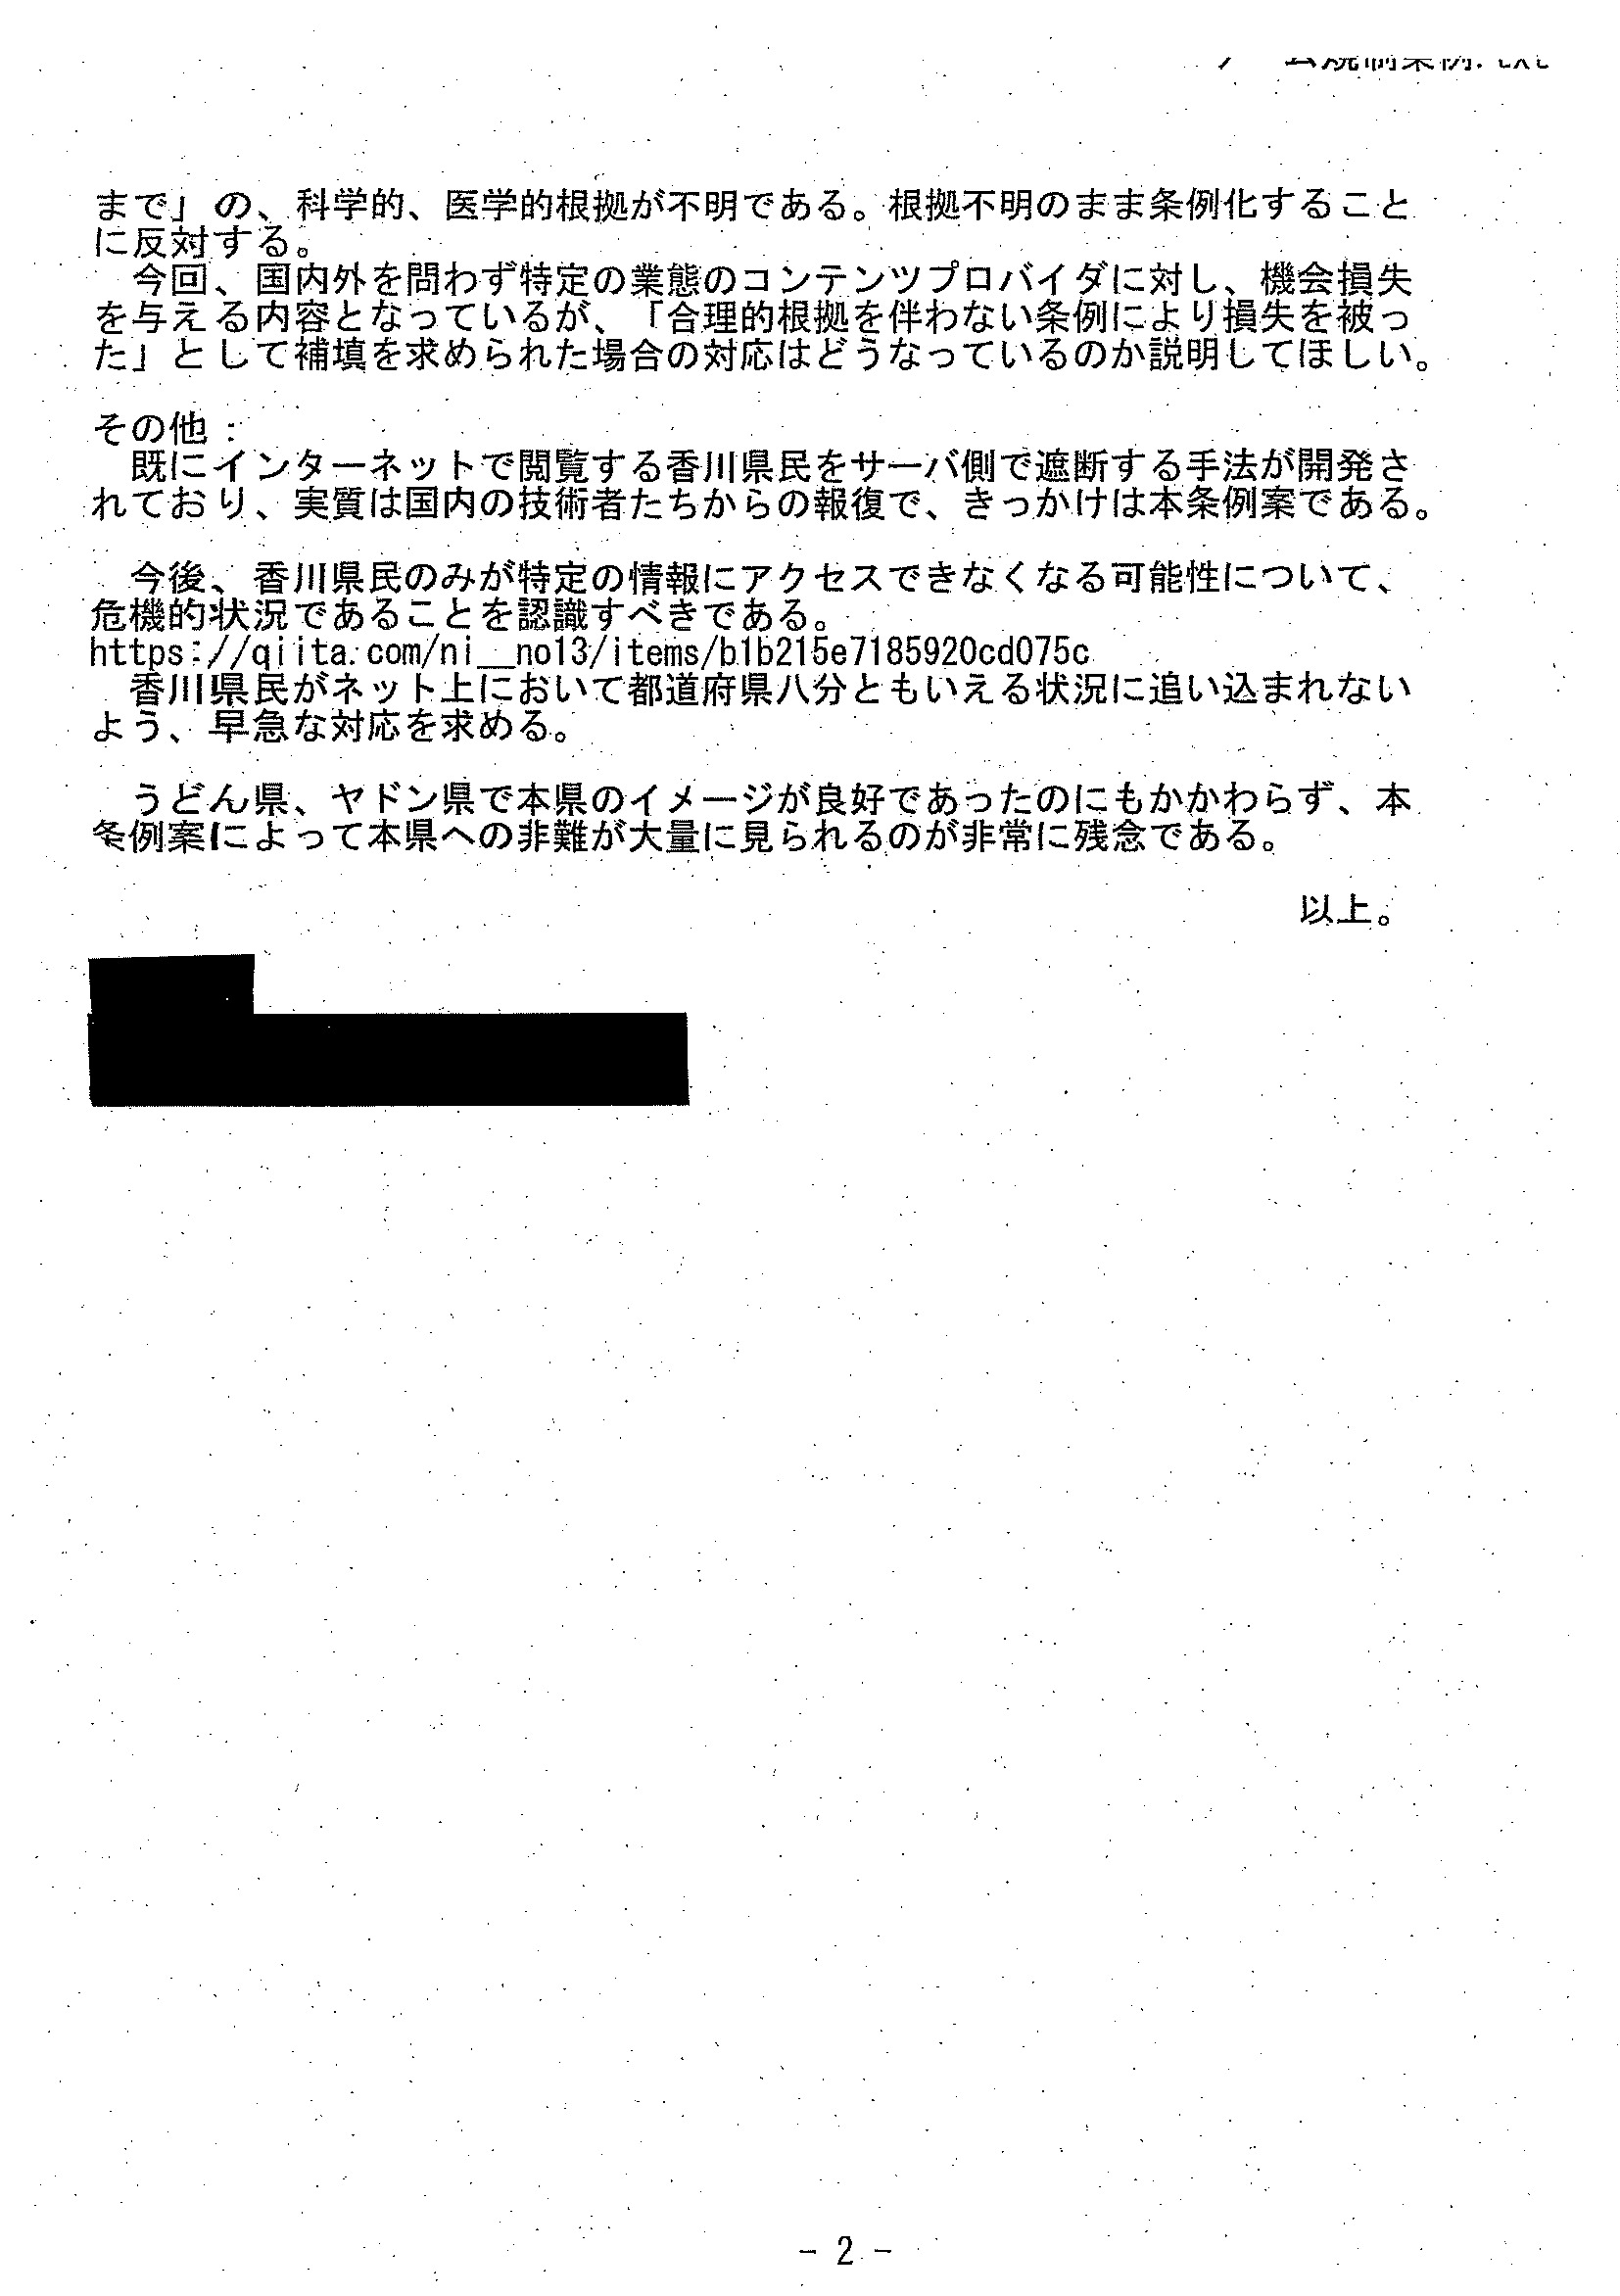 まで」の、科学的、医学的根拠が不明である。根拠不明のまま条例化すること
に反対する。
　今回、国内外を問わず特定の業態のコンテンツプロバイダに対し、機会損失
を与える内容となっているが、「合理的根拠を伴わない条例により損失を被っ
た」として補填を求められた場合の対応はどうなっているのか説明してほしい。
その他：
　既にインターネットで閲覧する香川県民をサーバ側で遮断する手法が開発さ
れており、実質は国内の技術者たちからの報復で、きっかけは本条例案である。
　今後、香川県民のみが特定の情報にアクセスできなくなる可能性について、
危機的状況であることを認識すべきである。
https://qiita.com/ni__no13/items/b1b215e7185920cd075c
　香川県民がネット上において都道府県八分ともいえる状況に追い込まれない
よう、早急な対応を求める。
　うどん県、ヤドン県で本県のイメージが良好であったのにもかかわらず、本
条例案によって本県への非難が大量に見られるのが非常に残念である。
以上。
- 2 -